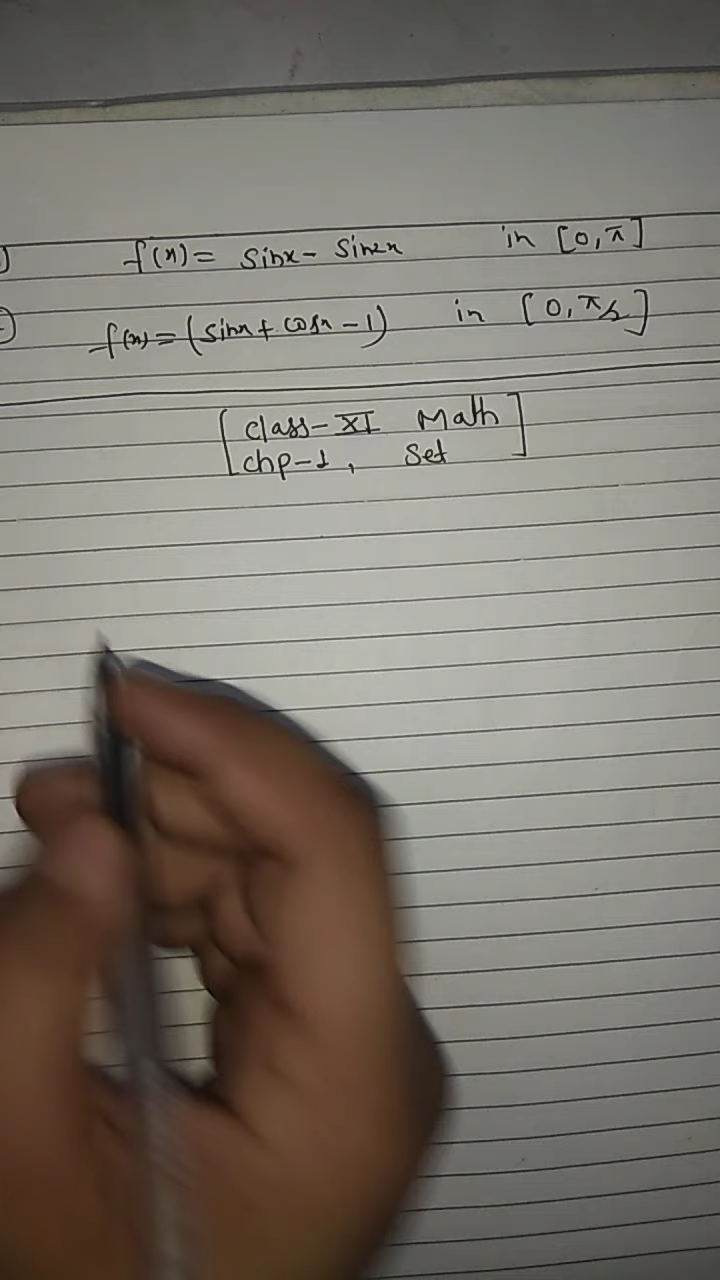 f(x) = sinx - sin2x in [0, π]
f(x) = (sinx + cosx - 1) in [0, π/2]
[class-XI Math
chp-1, Set]